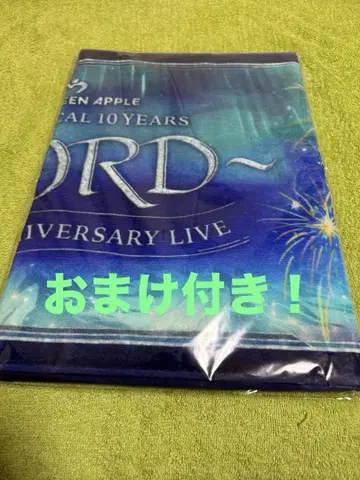 EEN APPLE
CAL 10 YEARS
ORD~
IVERSARY LIVE
おまけ付き！